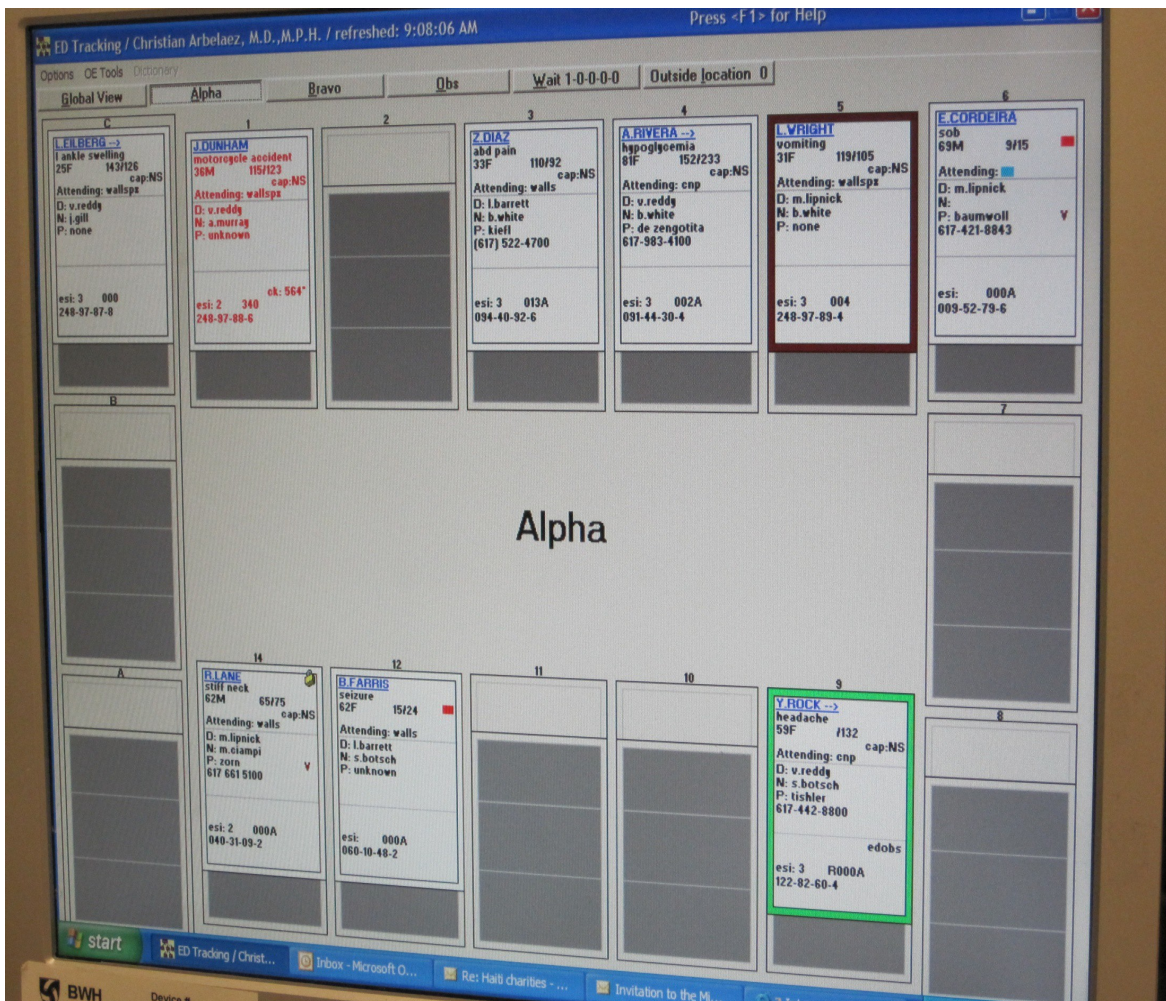 ED Tracking / Christian Arbelaez, M.D.,M.P.H. / refreshed: 9:08:06 AM
Press <F1> for Help
Options OE Tools Dictionary
Global View Alpha Bravo Obs Wait 1-0-0-0-0 Outside location 0
C
L.EILBERG -->
l ankle swelling
25F 143/126
cap:NS
Attending: wallspz
D: v.reddy
N: j.gill
P: none
esi: 3 000
248-97-87-8
1
J.DUNHAM
motorcycle accident
36M 115/123
cap:NS
Attending: wallspz
D: v.reddy
N: a.murray
P: unknown
ck: 564*
esi: 2 340
248-97-88-6
2
3
Z.DIAZ
abd pain
33F 110/92
cap:NS
Attending: walls
D: l.barrett
N: b.white
P: kiefl
(617) 522-4700
esi: 3 013A
094-40-92-6
4
A.RIVERA -->
hypoglycemia
81F 152/233
cap:NS
Attending: cnp
D: v.reddy
N: b.white
P: de zengotita
617-983-4100
esi: 3 002A
091-44-30-4
5
L.WRIGHT
vomiting
31F 119/105
cap:NS
Attending: wallspz
D: m.lipnick
N: b.white
P: none
esi: 3 004
248-97-89-4
6
E.CORDEIRA
sob
69M 9/15
Attending:
D: m.lipnick
N:
P: baumwoll V
617-421-8843
esi: 000A
009-52-79-6
B
7
Alpha
A
14
R.LANE
stiff neck
62M 65/75
cap:NS
Attending: walls
D: m.lipnick
N: m.ciampi
P: zorn V
617 661 5100
esi: 2 000A
040-31-09-2
12
B.FARRIS
seizure
62F 15/24
Attending: walls
D: l.barrett
N: s.botsch
P: unknown
esi: 000A
060-10-48-2
11
10
9
Y.ROCK -->
headache
59F /132
cap:NS
Attending: cnp
D: v.reddy
N: s.botsch
P: tishler
617-442-8800
edobs
esi: 3 R000A
122-82-60-4
8
start
ED Tracking / Christ...
Inbox - Microsoft O...
Re: Haiti charities - ...
Invitation to the Mi...
BWH
Device #